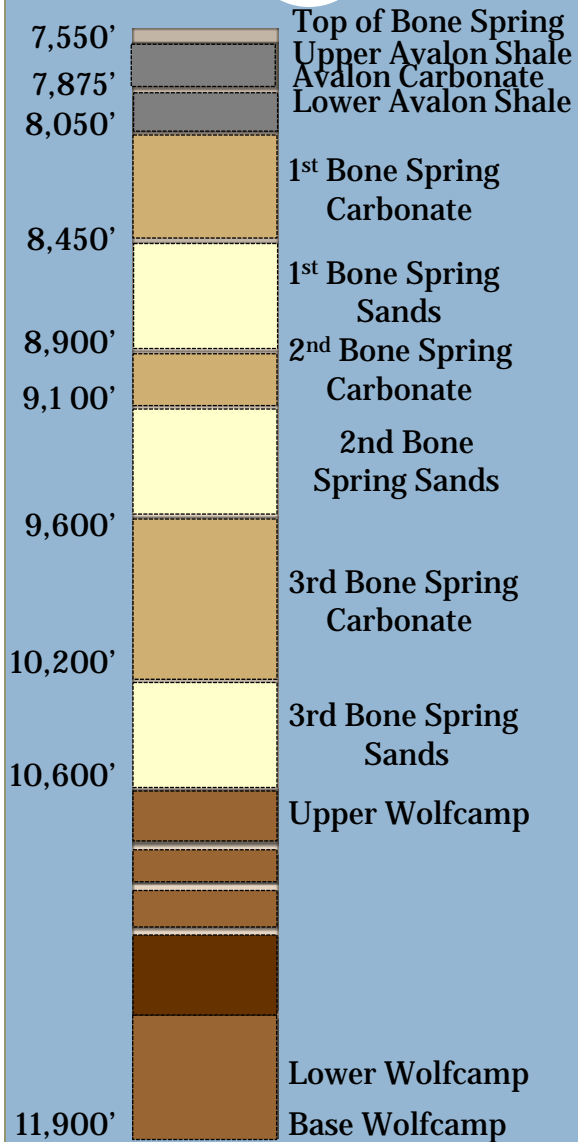 Top of Bone Spring
7,550’
Upper Avalon Shale
Avalon Carbonate
7,875’
Lower Avalon Shale
8,050’
1st Bone Spring
Carbonate
8,450’
1st Bone Spring
Sands
8,900’
2nd Bone Spring
Carbonate
9,1 00’
2nd Bone
Spring Sands
9,600’
3rd Bone Spring
Carbonate
10,200’
3rd Bone Spring
Sands
10,600’
Upper Wolfcamp
Lower Wolfcamp
11,900’
Base Wolfcamp